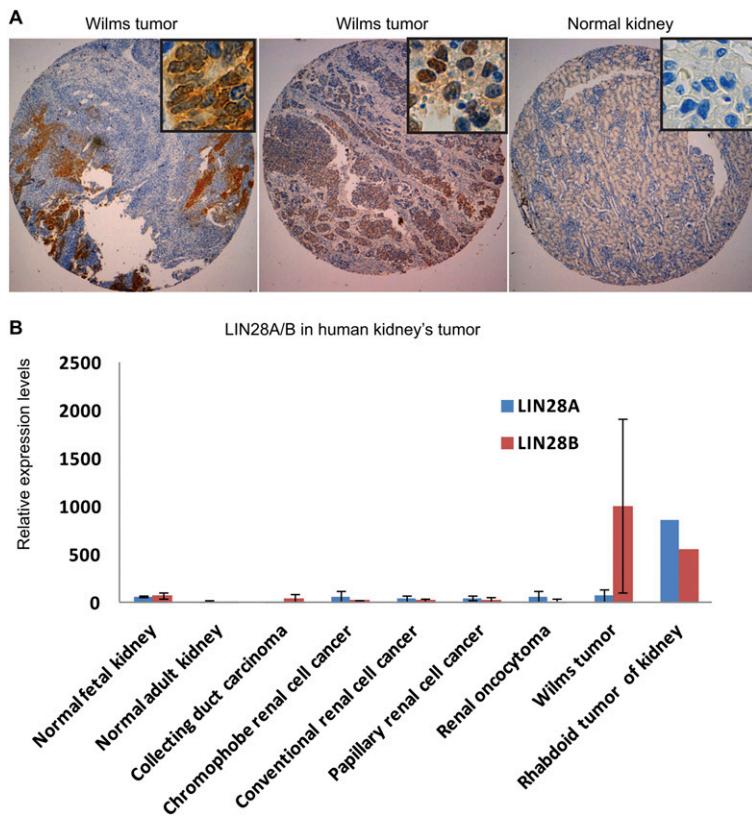 A
Wilms tumor
Wilms tumor
Normal kidney
B
LIN28A/B in human kidney's tumor
Relative expression levels
2500
2000
1500
1000
500
0
LIN28A
LIN28B
Normal fetal kidney
Normal adult kidney
Collecting duct carcinoma
Chromophobe renal cell cancer
Conventional renal cell cancer
Papillary renal cell cancer
Renal oncocytoma
Wilms tumor
Rhabdoid tumor of kidney